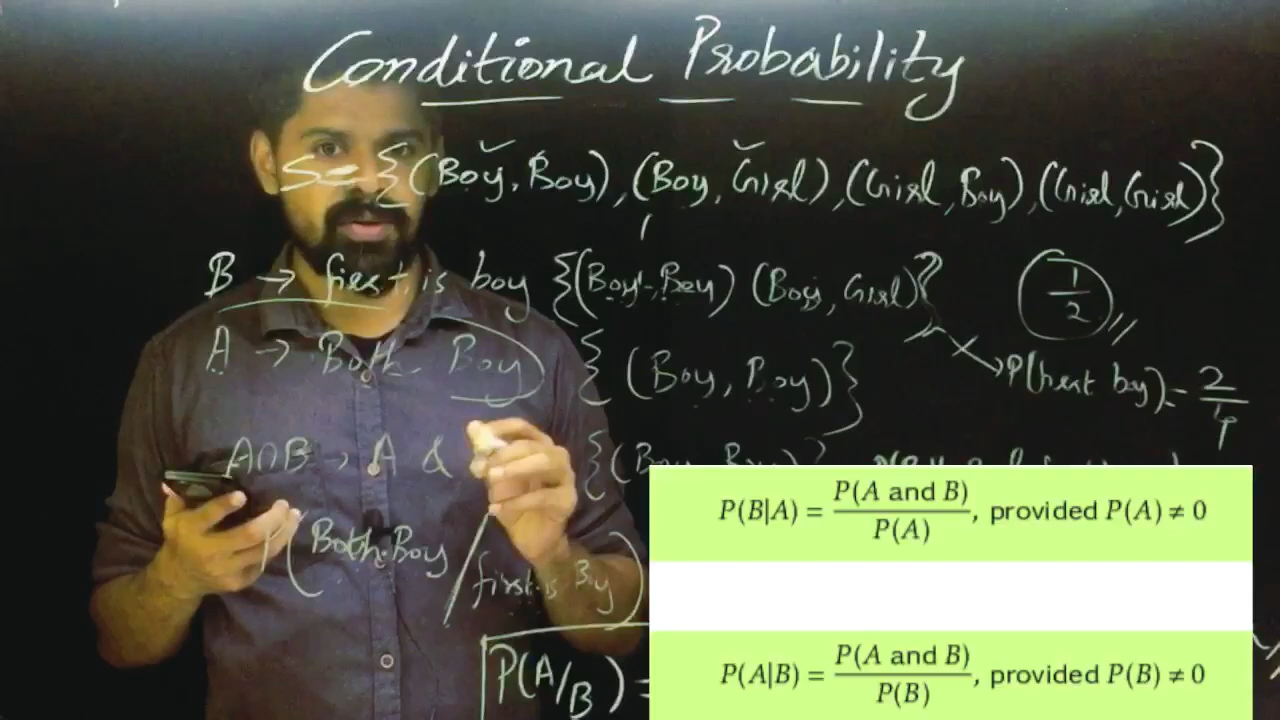 Conditional Probability
S = {(Boy, Boy), (Boy, Girl), (Girl, Boy), (Girl, Girl)}
B → first is boy {(Boy, Boy) (Boy, Girl)} 1/2
A → Both Boy {(Boy, Boy)} → P(first boy) = 2/4
A∩B → A & {(Boy, Boy)}
P(Both Boy / first is Boy)
P(B|A) = P(A and B) / P(A), provided P(A) ≠ 0
P(A/B) =
P(A|B) = P(A and B) / P(B), provided P(B) ≠ 0